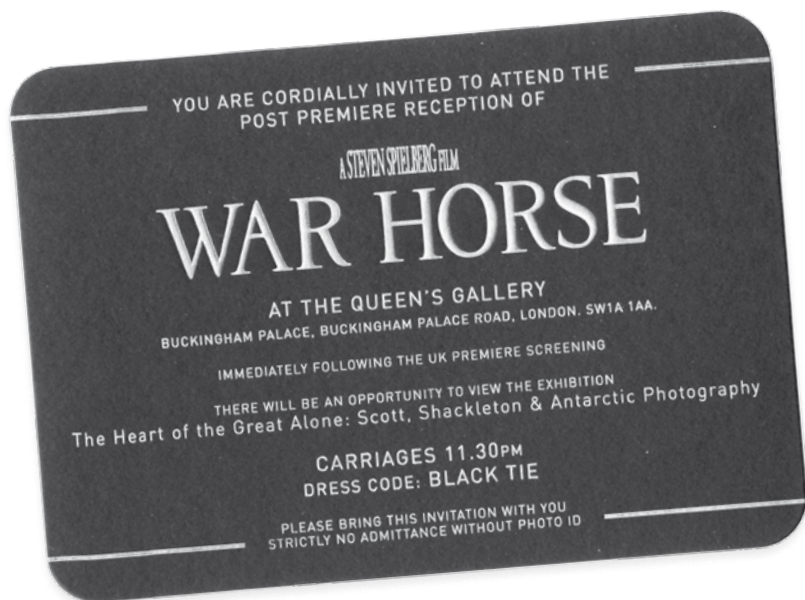 YOU ARE CORDIALLY INVITED TO ATTEND THE
POST PREMIERE RECEPTION OF
A STEVEN SPIELBERG FILM
WAR HORSE
AT THE QUEEN'S GALLERY
BUCKINGHAM PALACE, BUCKINGHAM PALACE ROAD, LONDON. SW1A 1AA.
IMMEDIATELY FOLLOWING THE UK PREMIERE SCREENING
THERE WILL BE AN OPPORTUNITY TO VIEW THE EXHIBITION
The Heart of the Great Alone: Scott, Shackleton & Antarctic Photography
CARRIAGES 11.30PM
DRESS CODE: BLACK TIE
PLEASE BRING THIS INVITATION WITH YOU
STRICTLY NO ADMITTANCE WITHOUT PHOTO ID